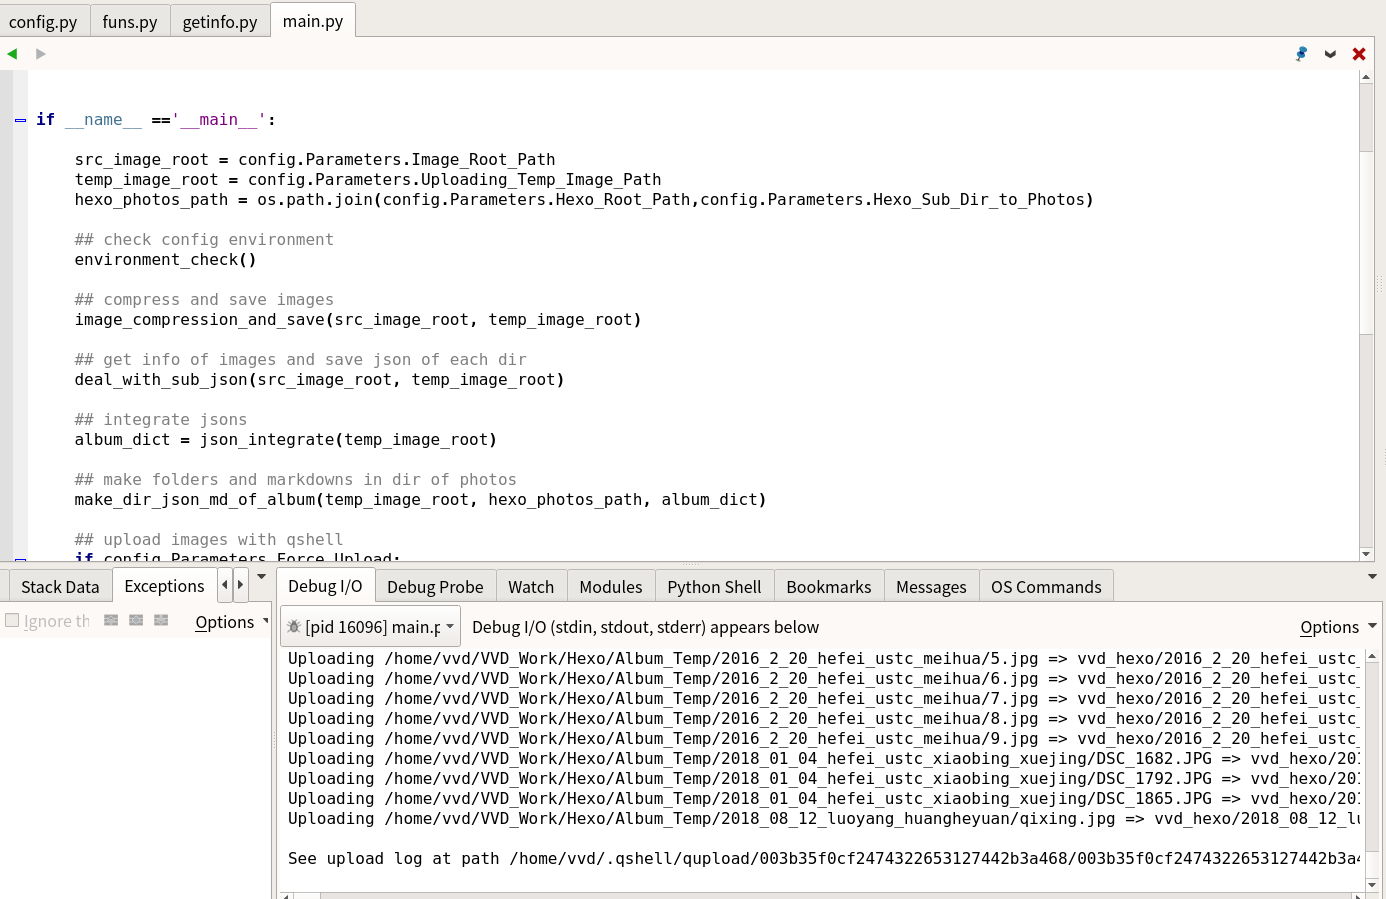 config.py funs.py getinfo.py main.py
if __name__ =='__main__':
src_image_root = config.Parameters.Image_Root_Path
temp_image_root = config.Parameters.Uploading_Temp_Image_Path
hexo_photos_path = os.path.join(config.Parameters.Hexo_Root_Path,config.Parameters.Hexo_Sub_Dir_to_Photos)
## check config environment
environment_check()
## compress and save images
image_compression_and_save(src_image_root, temp_image_root)
## get info of images and save json of each dir
deal_with_sub_json(src_image_root, temp_image_root)
## integrate jsons
album_dict = json_integrate(temp_image_root)
## make folders and markdowns in dir of photos
make_dir_json_md_of_album(temp_image_root, hexo_photos_path, album_dict)
## upload images with qshell
if config.Parameters.Force_Upload:
Stack Data Exceptions
Ignore th
Options
Debug I/O Debug Probe Watch Modules Python Shell Bookmarks Messages OS Commands
[pid 16096] main.p Debug I/O (stdin, stdout, stderr) appears below Options
Uploading /home/vvd/VVD_Work/Hexo/Album_Temp/2016_2_20_hefei_ustc_meihua/5.jpg => vvd_hexo/2016_2_20_hefei_ustc_
Uploading /home/vvd/VVD_Work/Hexo/Album_Temp/2016_2_20_hefei_ustc_meihua/6.jpg => vvd_hexo/2016_2_20_hefei_ustc_
Uploading /home/vvd/VVD_Work/Hexo/Album_Temp/2016_2_20_hefei_ustc_meihua/7.jpg => vvd_hexo/2016_2_20_hefei_ustc_
Uploading /home/vvd/VVD_Work/Hexo/Album_Temp/2016_2_20_hefei_ustc_meihua/8.jpg => vvd_hexo/2016_2_20_hefei_ustc_
Uploading /home/vvd/VVD_Work/Hexo/Album_Temp/2016_2_20_hefei_ustc_meihua/9.jpg => vvd_hexo/2016_2_20_hefei_ustc_
Uploading /home/vvd/VVD_Work/Hexo/Album_Temp/2018_01_04_hefei_ustc_xiaobing_xuejing/DSC_1682.JPG => vvd_hexo/201
Uploading /home/vvd/VVD_Work/Hexo/Album_Temp/2018_01_04_hefei_ustc_xiaobing_xuejing/DSC_1792.JPG => vvd_hexo/201
Uploading /home/vvd/VVD_Work/Hexo/Album_Temp/2018_01_04_hefei_ustc_xiaobing_xuejing/DSC_1865.JPG => vvd_hexo/201
Uploading /home/vvd/VVD_Work/Hexo/Album_Temp/2018_08_12_luoyang_huangheyuan/qixing.jpg => vvd_hexo/2018_08_12_lu
See upload log at path /home/vvd/.qshell/qupload/003b35f0cf2474322653127442b3a468/003b35f0cf2474322653127442b3a4